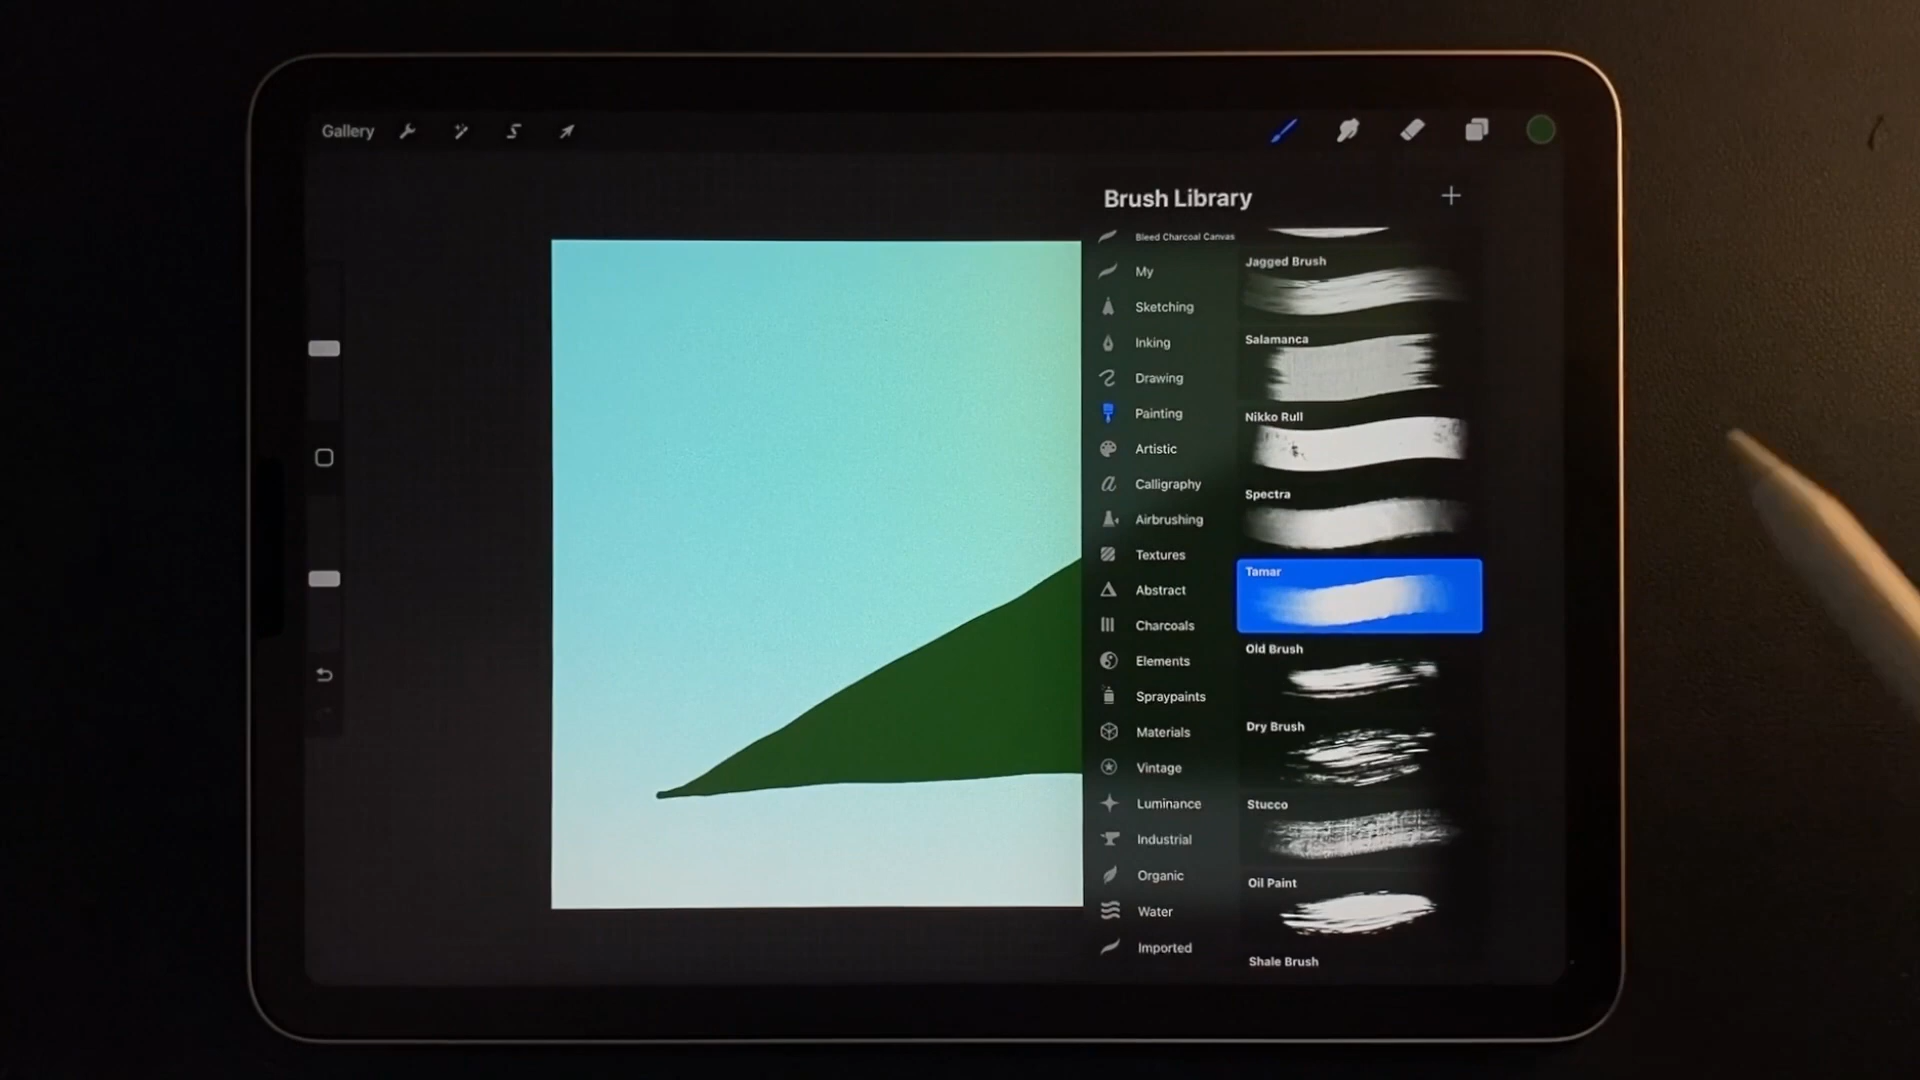 Gallery
Brush Library
Bleed Charcoal Canvas
My
Sketching
Inking
Drawing
Painting
Artistic
Calligraphy
Airbrushing
Textures
Abstract
Charcoals
Elements
Spraypaints
Materials
Vintage
Luminance
Industrial
Organic
Water
Imported
Jagged Brush
Salamanca
Nikko Rull
Spectra
Tamar
Old Brush
Dry Brush
Stucco
Oil Paint
Shale Brush